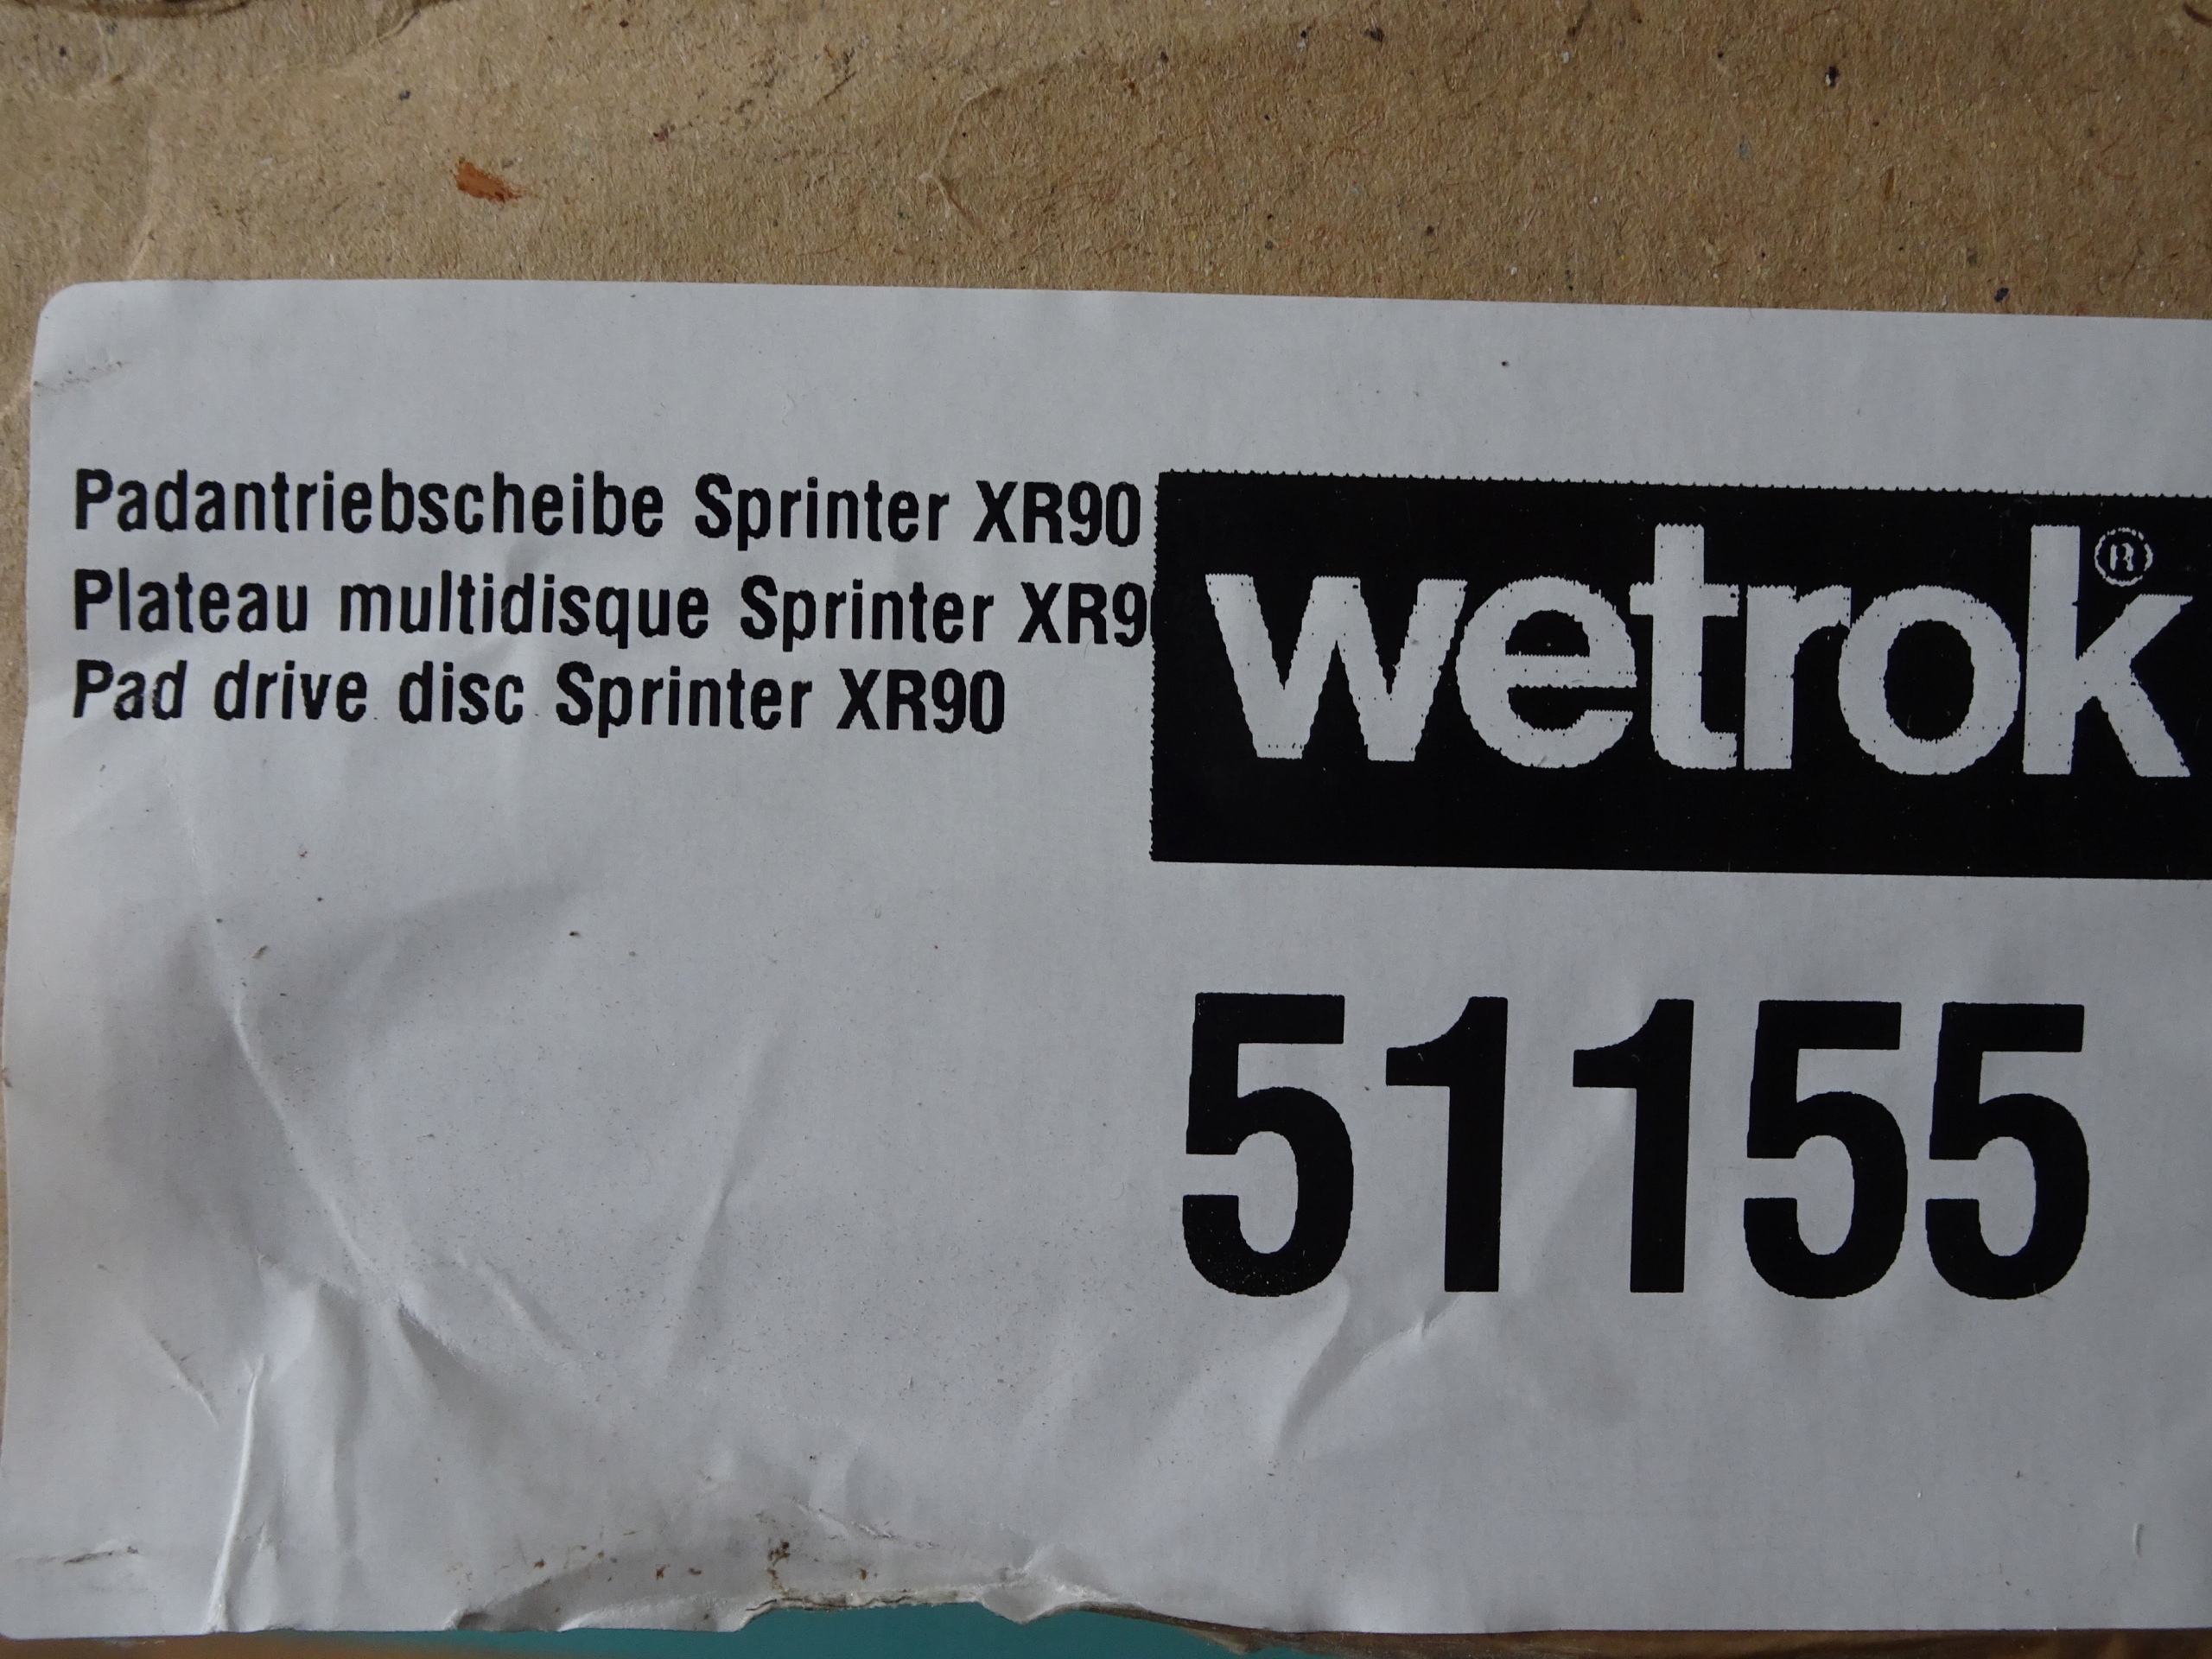 Padantriebscheibe Sprinter XR90
Plateau multidisque Sprinter XR9
Pad drive disc Sprinter XR90
wetrok®
51155